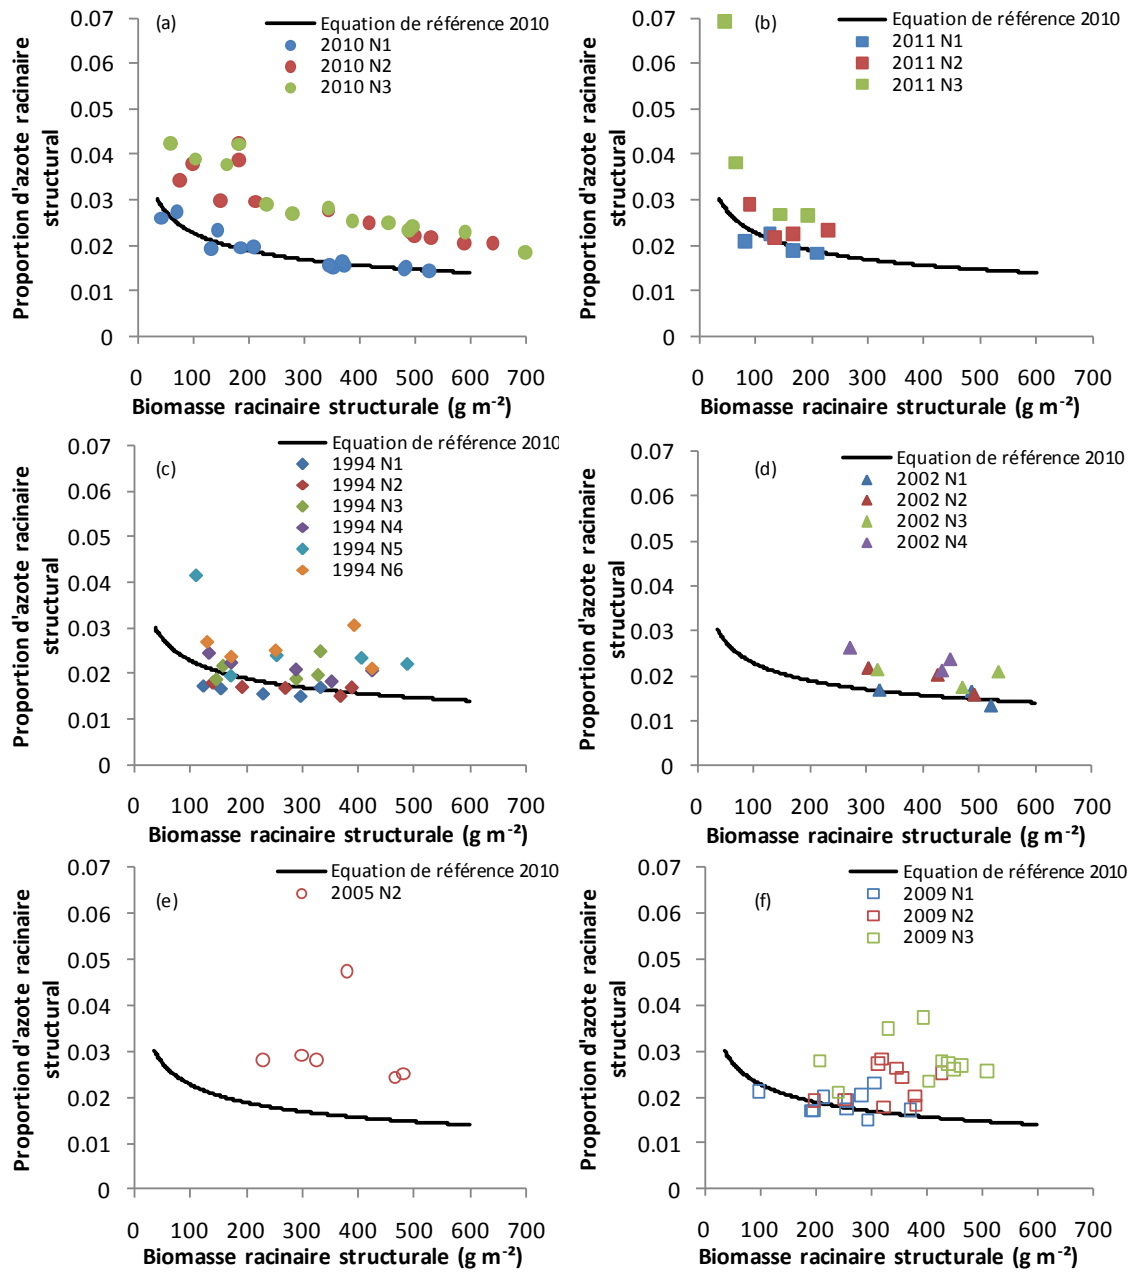 (a)
Equation de référence 2010
2010 N1
2010 N2
2010 N3
Proportion d'azote racinaire
structural
0.07
0.06
0.05
0.04
0.03
0.02
0.01
0
0 100 200 300 400 500 600 700
Biomasse racinaire structurale (g m⁻²)
(b)
Equation de référence 2010
2011 N1
2011 N2
2011 N3
Proportion d'azote racinaire
structural
0.07
0.06
0.05
0.04
0.03
0.02
0.01
0
0 100 200 300 400 500 600 700
Biomasse racinaire structurale (g m⁻²)
(c)
Equation de référence 2010
1994 N1
1994 N2
1994 N3
1994 N4
1994 N5
1994 N6
Proportion d'azote racinaire
structural
0.07
0.06
0.05
0.04
0.03
0.02
0.01
0
0 100 200 300 400 500 600 700
Biomasse racinaire structurale (g m⁻²)
(d)
Equation de référence 2010
2002 N1
2002 N2
2002 N3
2002 N4
Proportion d'azote racinaire
structural
0.07
0.06
0.05
0.04
0.03
0.02
0.01
0
0 100 200 300 400 500 600 700
Biomasse racinaire structurale (g m⁻²)
(e)
Equation de référence 2010
2005 N2
Proportion d'azote racinaire
structural
0.07
0.06
0.05
0.04
0.03
0.02
0.01
0
0 100 200 300 400 500 600 700
Biomasse racinaire structurale (g m⁻²)
(f)
Equation de référence 2010
2009 N1
2009 N2
2009 N3
Proportion d'azote racinaire
structural
0.07
0.06
0.05
0.04
0.03
0.02
0.01
0
0 100 200 300 400 500 600 700
Biomasse racinaire structurale (g m⁻²)